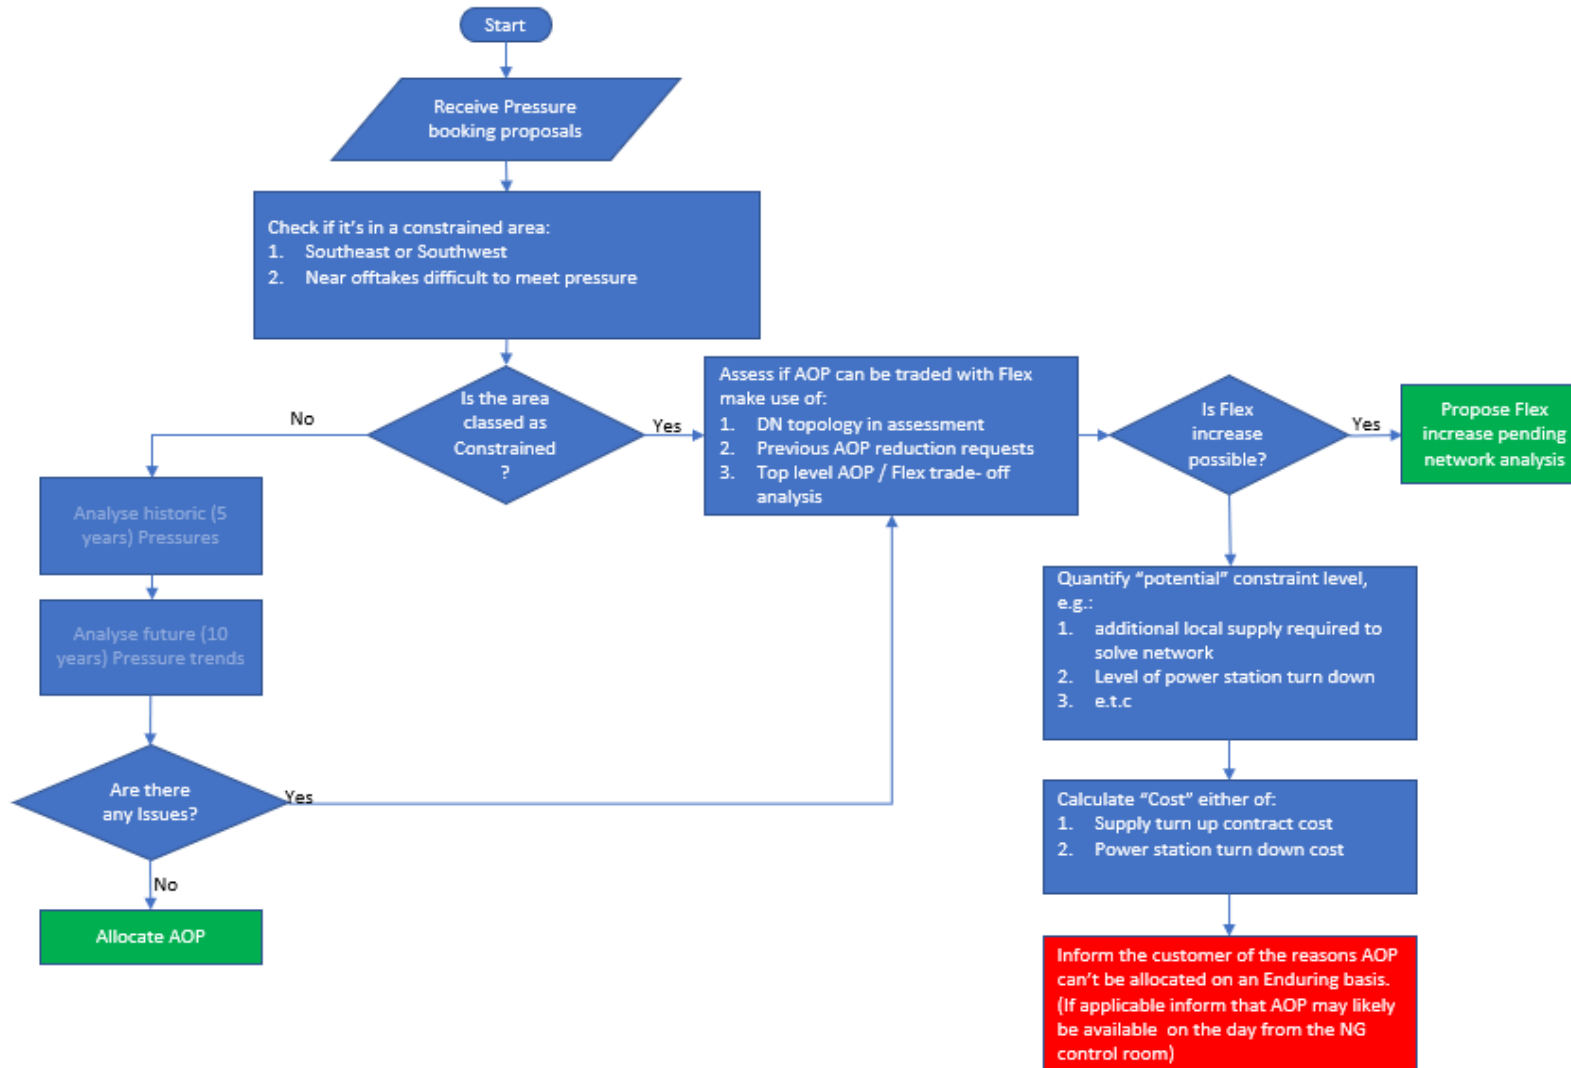 Start
Receive Pressure
booking proposals
Check if it's in a constrained area:
1. Southeast or Southwest
2. Near offtakes difficult to meet pressure
Is the area
classed as
Constrained
?
No
Yes
Analyse historic (5
years) Pressures
Analyse future (10
years) Pressure trends
Are there
any Issues?
Yes
No
Allocate AOP
Assess if AOP can be traded with Flex
make use of:
1. DN topology in assessment
2. Previous AOP reduction requests
3. Top level AOP / Flex trade- off
analysis
Is Flex
increase
possible?
Yes
Propose Flex
increase pending
network analysis
Quantify “potential” constraint level,
e.g.:
1. additional local supply required to
solve network
2. Level of power station turn down
3. e.t.c
Calculate “Cost” either of:
1. Supply turn up contract cost
2. Power station turn down cost
Inform the customer of the reasons AOP
can't be allocated on an Enduring basis.
(If applicable inform that AOP may likely
be available on the day from the NG
control room)